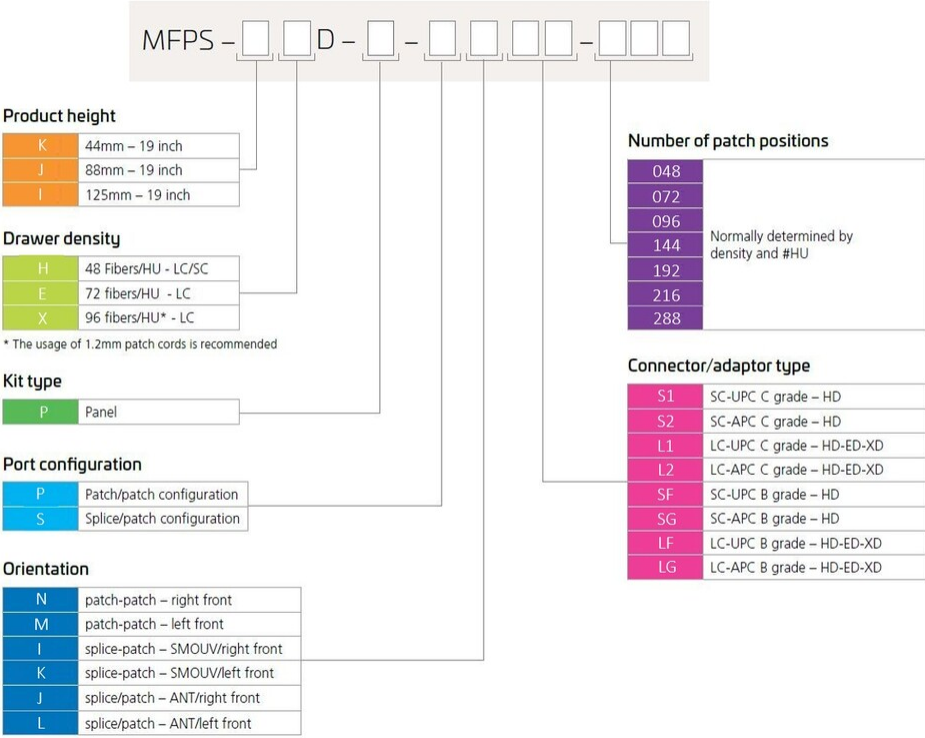 MFPS – D – – –
Product height
K 44mm – 19 inch
J 88mm – 19 inch
I 125mm – 19 inch
Drawer density
H 48 Fibers/HU - LC/SC
E 72 fibers/HU - LC
X 96 fibers/HU* - LC
* The usage of 1.2mm patch cords is recommended
Kit type
P Panel
Port configuration
P Patch/patch configuration
S Splice/patch configuration
Orientation
N patch-patch – right front
M patch-patch – left front
I splice-patch – SMOUV/right front
K splice-patch – SMOUV/left front
J splice/patch – ANT/right front
L splice/patch – ANT/left front
Number of patch positions
048
072
096
144
192
216
288
Normally determined by
density and #HU
Connector/adaptor type
S1 SC-UPC C grade – HD
S2 SC-APC C grade – HD
L1 LC-UPC C grade – HD-ED-XD
L2 LC-APC C grade – HD-ED-XD
SF SC-UPC B grade – HD
SG SC-APC B grade – HD
LF LC-UPC B grade – HD-ED-XD
LG LC-APC B grade – HD-ED-XD